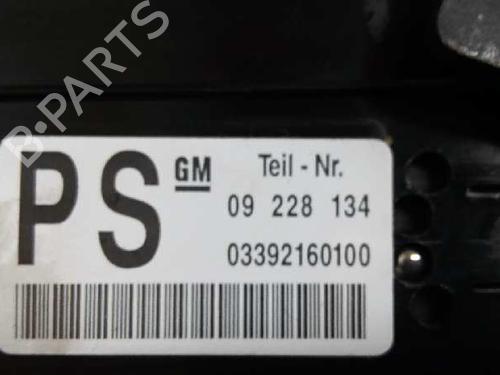 B-PARTS
PS
GM
Teil - Nr.
09 228 134
03392160100